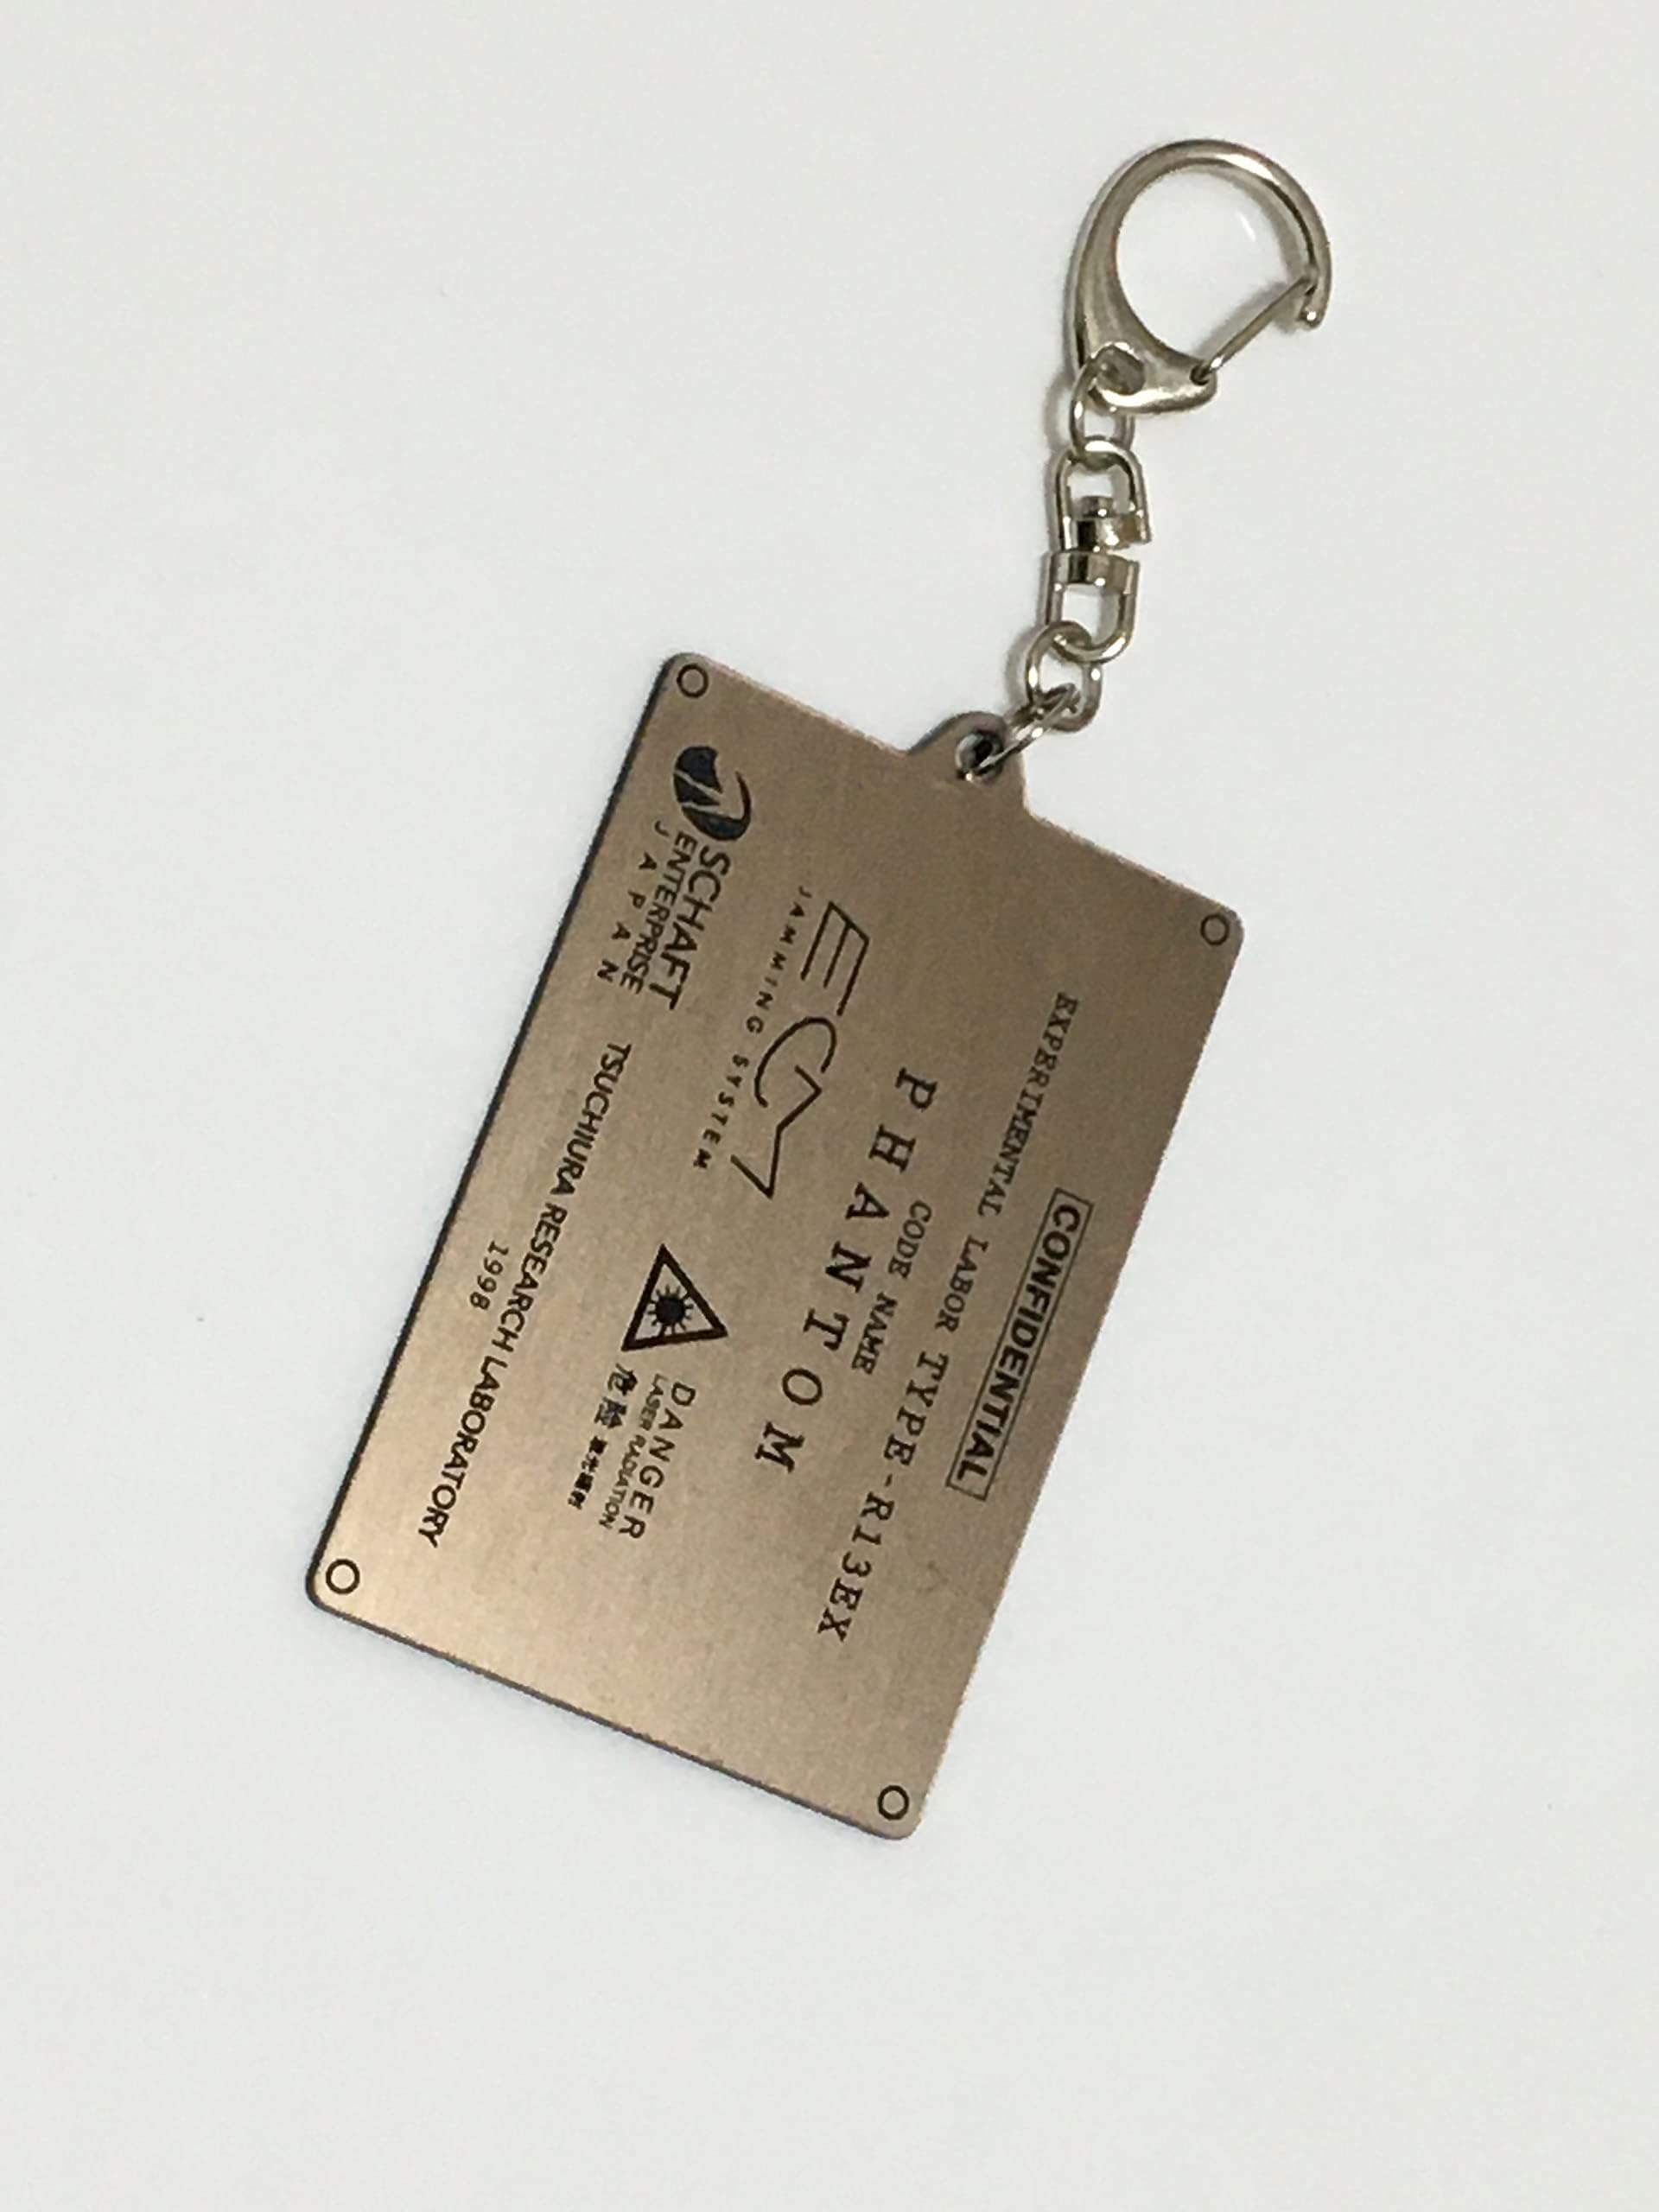 CONFIDENTIAL
EXPERIMENTAL LABOR TYPE-R13EX
CODE NAME
PHANTOM
ECM
JAMMING SYSTEM
DANGER
LASER RADIATION
危険
SCHAFT
ENTERPRISE
JAPAN
TSUCHIURA RESEARCH LABORATORY
1998